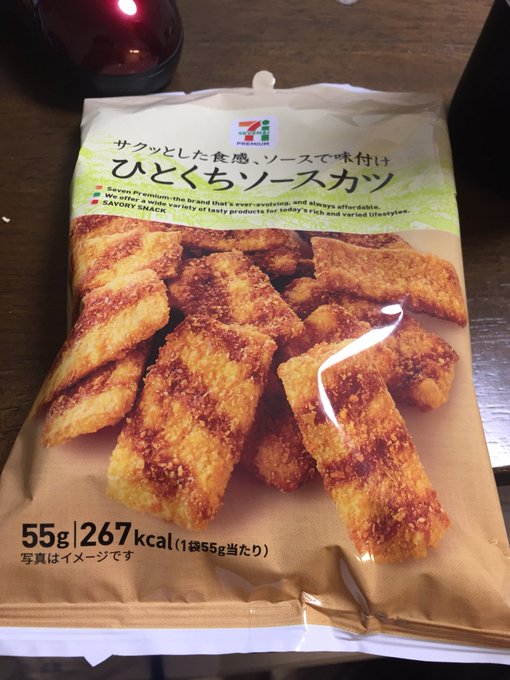 SEVEN&i
PREMIUM
サクッとした食感、ソースで味付け
ひとくちソースカツ
Seven Premium-the brand that's ever-evolving, and always affordable.
We offer a wide variety of tasty products for today's rich and varied lifestyles.
SAVORY SNACK
55g 267kcal(1袋55g当たり)
写真はイメージです